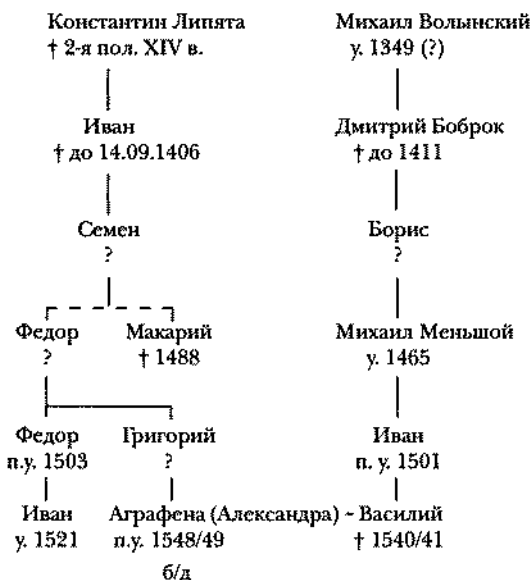 Константин Липята Михаил Волынский
† 2-я пол. XIV в. у. 1349 (?)
Иван Дмитрий Боброк
† до 14.09.1406 † до 1411
Семен Борис
? ?
Федор Макарий Михаил Меньшой
? † 1488 у. 1465
Федор Григорий Иван
п.у. 1503 ? п. у. 1501
Иван Аграфена (Александра) ~ Василий
у. 1521 п.у. 1548/49 † 1540/41
б/д